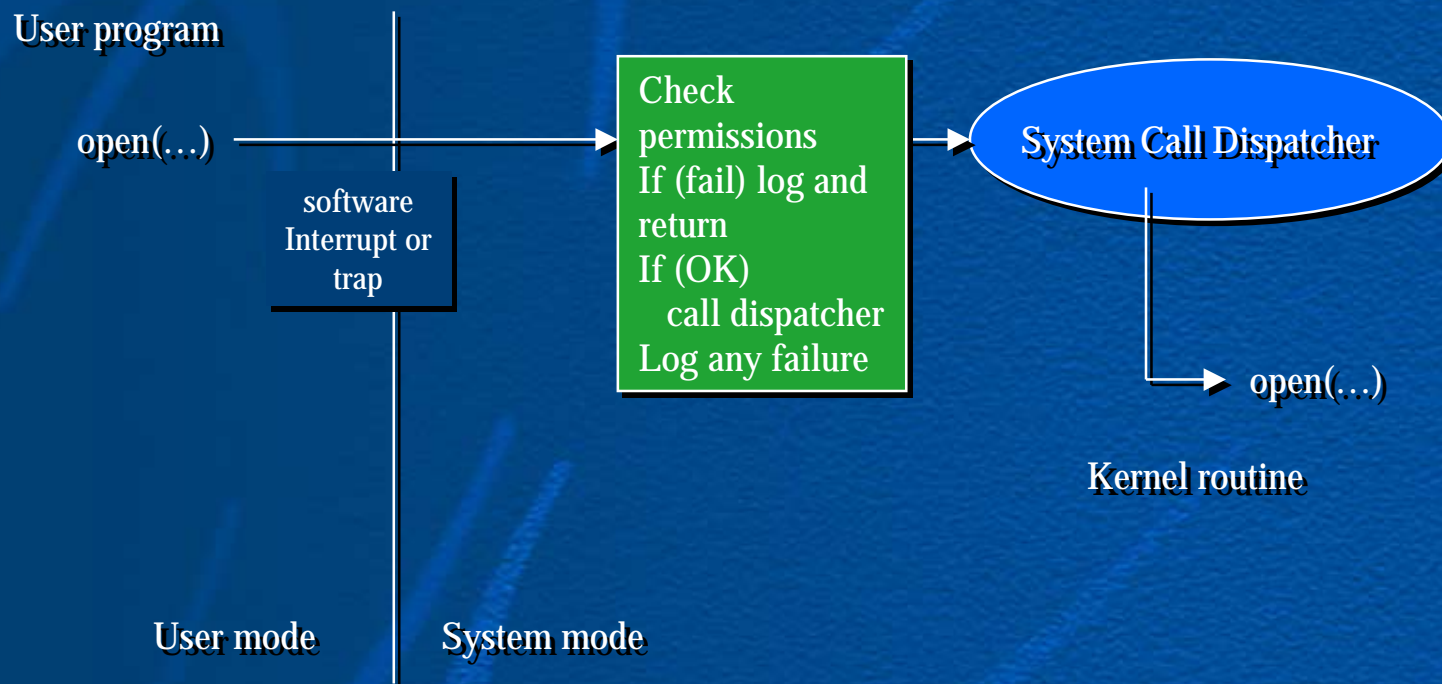 User program
open(…)
software
Interrupt or
trap
Check
permissions
If (fail) log and
return
If (OK)
call dispatcher
Log any failure
System Call Dispatcher
open(…)
Kernel routine
User mode
System mode